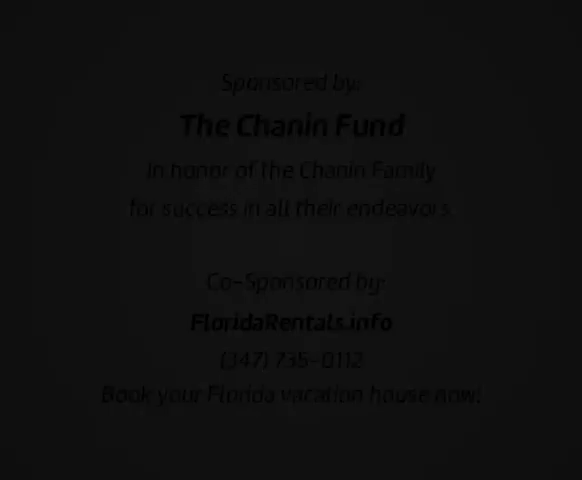 Sponsored by:
The Chanin Fund
In honor of the Chanin Family
for success in all their endeavors
Co-Sponsored by:
FloridaRentals.info
(347) 735-0112
Book your Florida vacation house now!